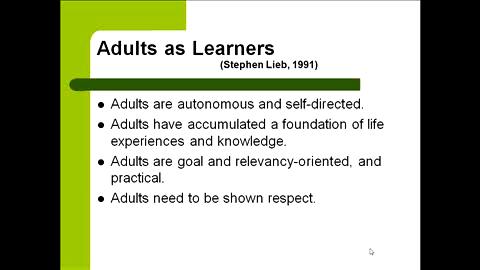 Adults as Learners
(Stephen Lieb, 1991)
● Adults are autonomous and self-directed.
● Adults have accumulated a foundation of life
experiences and knowledge.
● Adults are goal and relevancy-oriented, and
practical.
● Adults need to be shown respect.